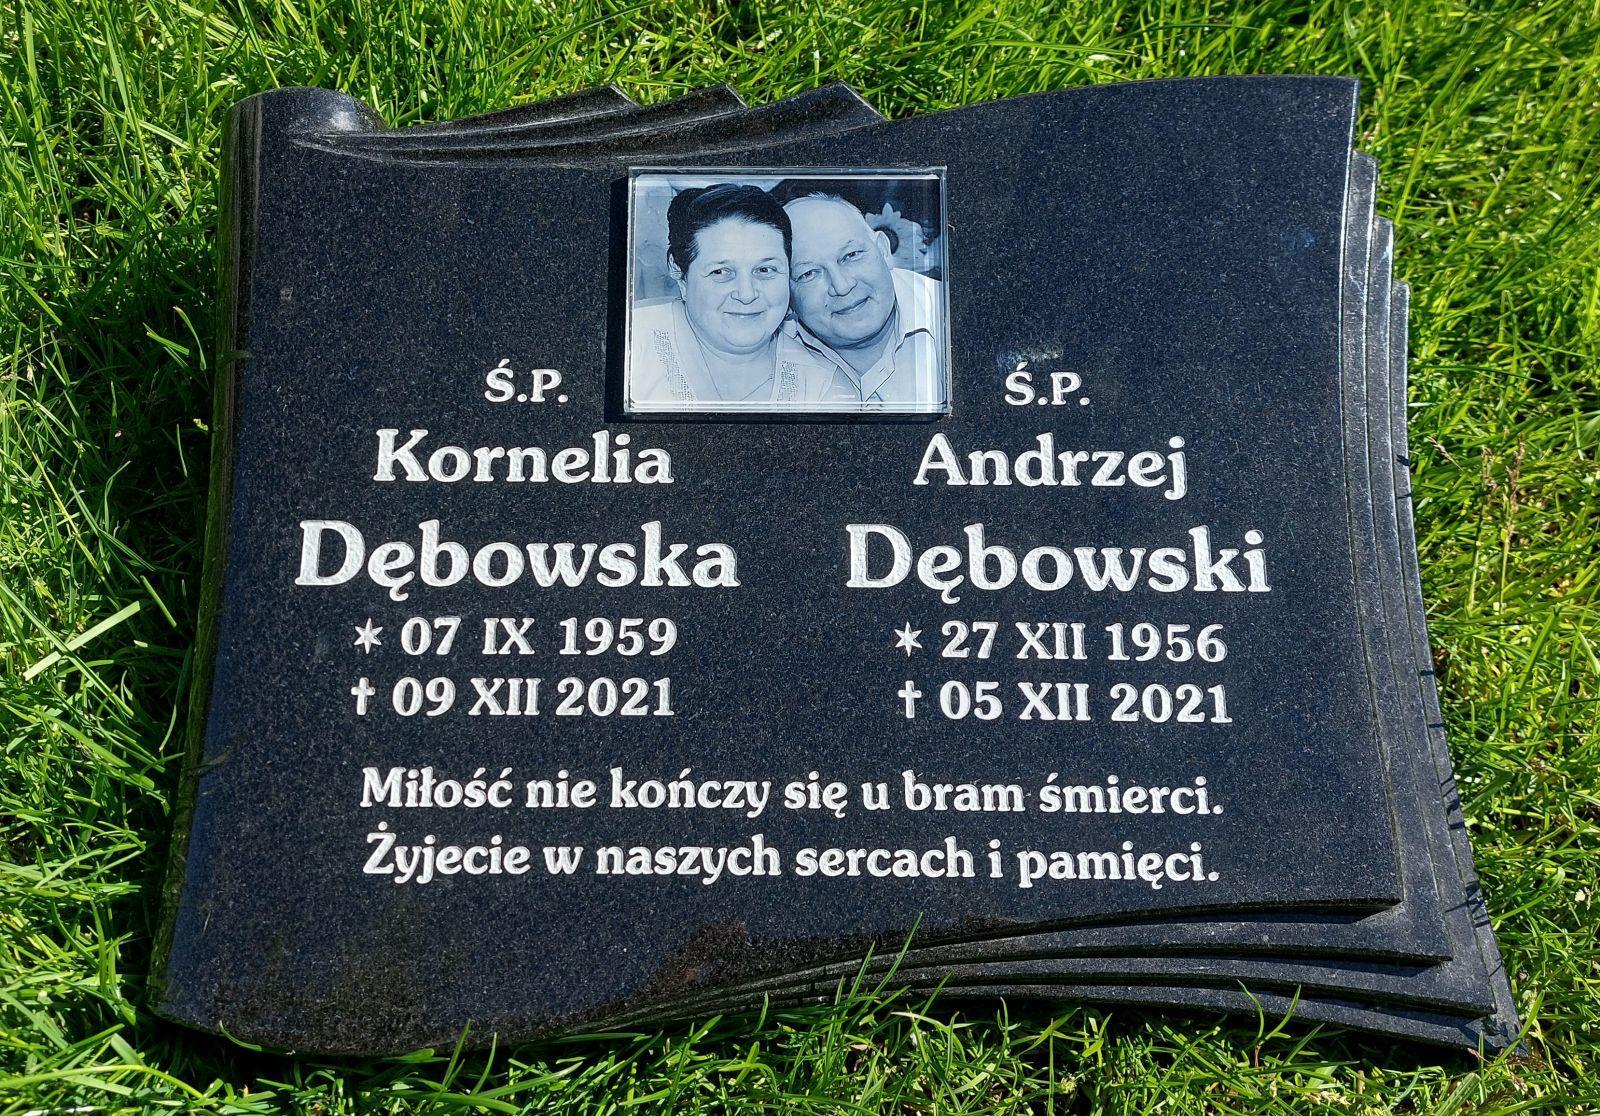 Ś.P.
Kornelia
Dębowska
* 07 IX 1959
† 09 XII 2021
Ś.P.
Andrzej
Dębowski
* 27 XII 1956
† 05 XII 2021
Miłość nie kończy się u bram śmierci.
Żyjecie w naszych sercach i pamięci.